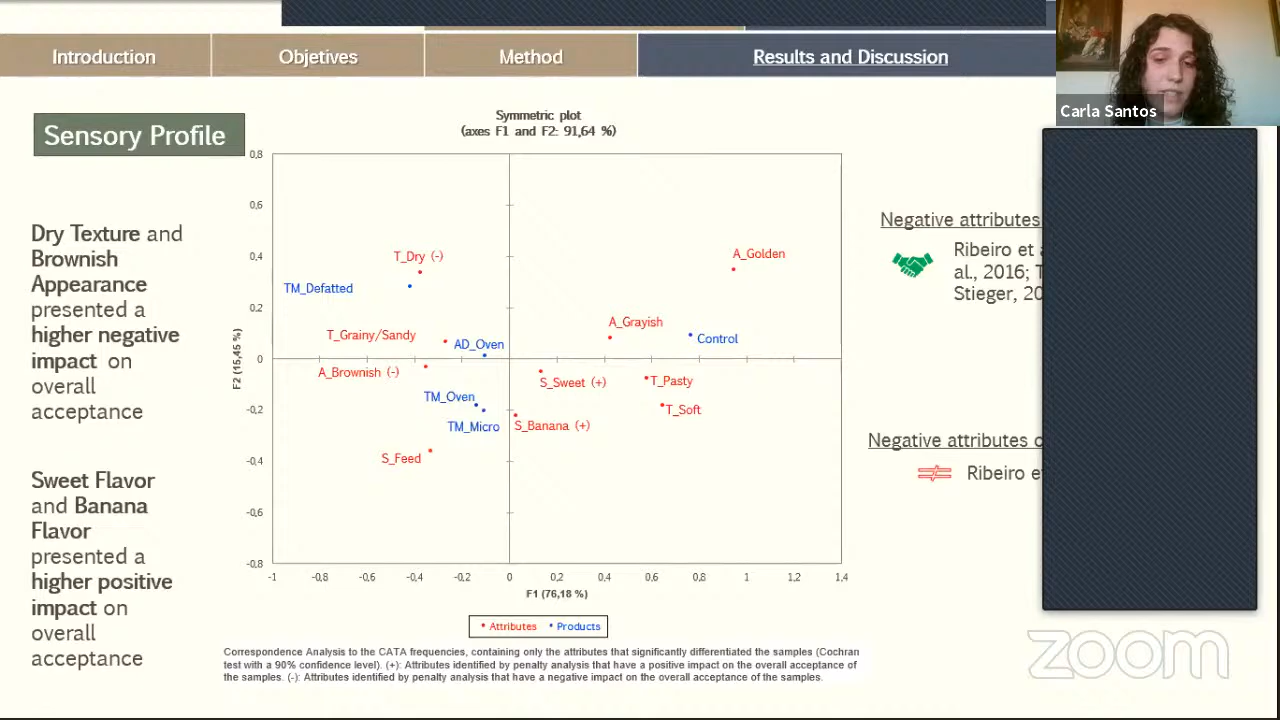 Introduction
Objetives
Method
Results and Discussion
Carla Santos
Sensory Profile
Symmetric plot
(axes F1 and F2: 91,64 %)
Dry Texture and
Brownish
Appearance
presented a
higher negative
impact on
overall
acceptance
Sweet Flavor
and Banana
Flavor
presented a
higher positive
impact on
overall
acceptance
F2 (15,45 %)
0,8
0,6
0,4
0,2
0
-0,2
-0,4
-0,6
-0,8
T_Dry (-)
A_Golden
TM_Defatted
A_Grayish
T_Grainy/Sandy
Control
AD_Oven
A_Brownish (-)
S_Sweet (+)
T_Pasty
TM_Oven
T_Soft
TM_Micro
S_Banana (+)
S_Feed
-1 -0,8 -0,6 -0,4 -0,2 0 0,2 0,4 0,6 0,8 1 1,2 1,4
F1 (76,18 %)
Attributes Products
Correspondence Analysis to the CATA frequencies, containing only the attributes that significantly differentiated the samples (Cochran
test with a 90% confidence level). (+): Attributes identified by penalty analysis that have a positive impact on the overall acceptance of
the samples. (-): Attributes identified by penalty analysis that have a negative impact on the overall acceptance of the samples.
Negative attributes
Ribeiro et
al., 2016;
Stieger,
Negative attributes
Ribeiro
zoom